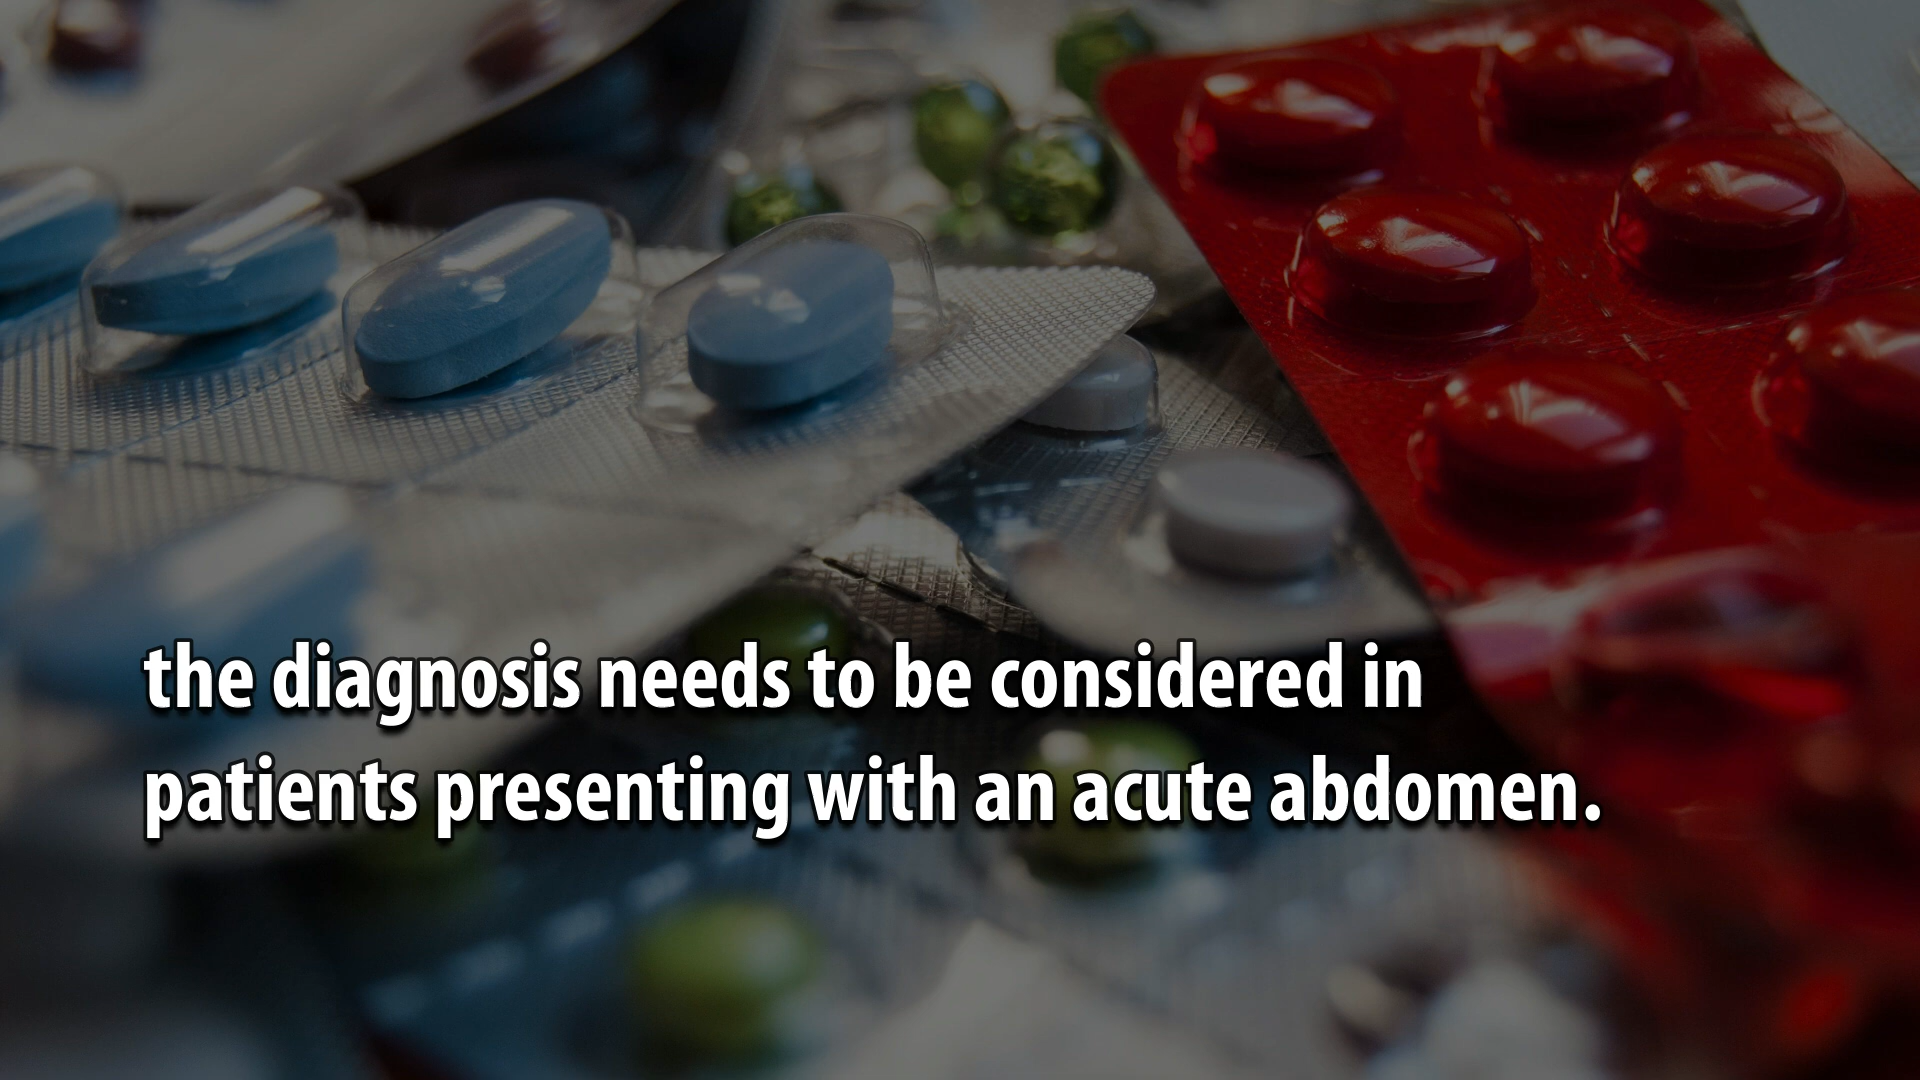 the diagnosis needs to be considered in
patients presenting with an acute abdomen.